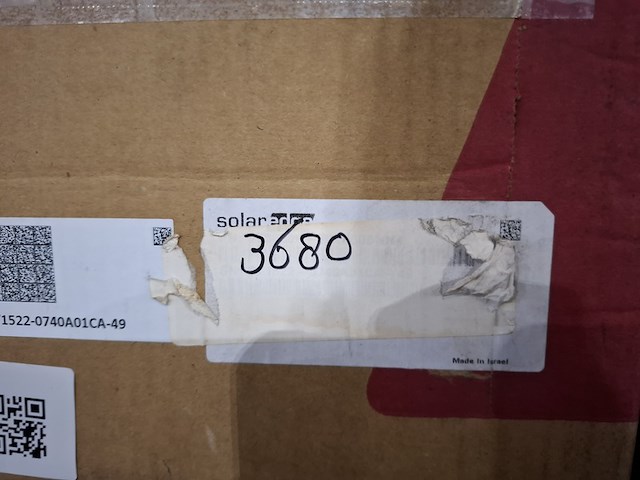 solaredge
3680
1522-0740A01CA-49
Made in Israel